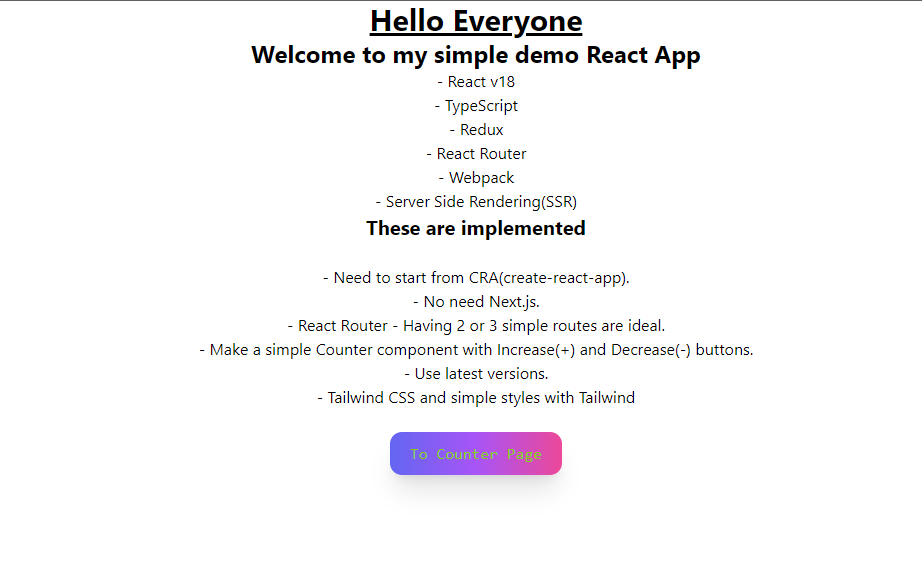 Hello Everyone
Welcome to my simple demo React App
- React v18
- TypeScript
- Redux
- React Router
- Webpack
- Server Side Rendering(SSR)
These are implemented
- Need to start from CRA(create-react-app).
- No need Next.js.
- React Router - Having 2 or 3 simple routes are ideal.
- Make a simple Counter component with Increase(+) and Decrease(-) buttons.
- Use latest versions.
- Tailwind CSS and simple styles with Tailwind
To Counter Page